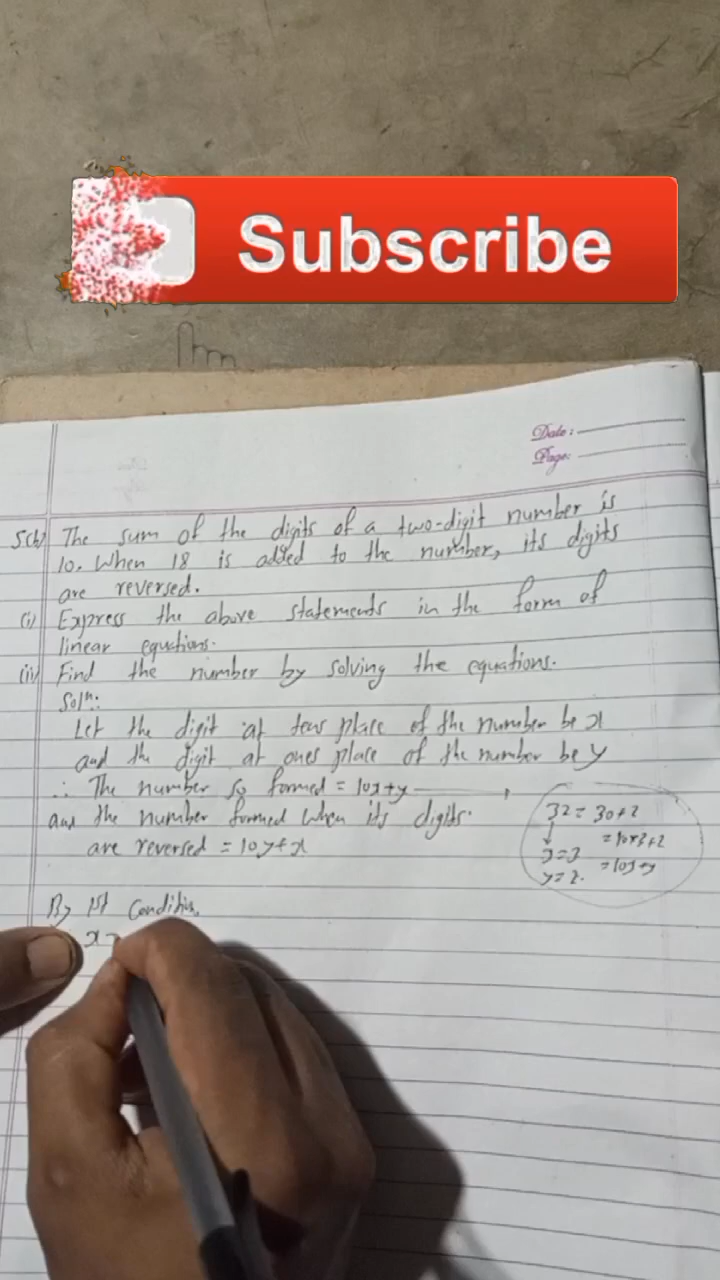 Subscribe
Date:
Page:
5(b) The sum of the digits of a two-digit number is
10. When 18 is added to the number, its digits
are reversed.
(i) Express the above statements in the form of
linear equations.
(ii) Find the number by solving the equations.
Solⁿ:
Let the digit at tens place of the number be x
and the digit at ones place of the number be y
∴ The number so formed = 10x+y
and the number formed when its digits.
are reversed = 10y+x
32 = 30+2
= 10×3+2
x=3
= 10x+y
y=2.
By 1st Condition,
x